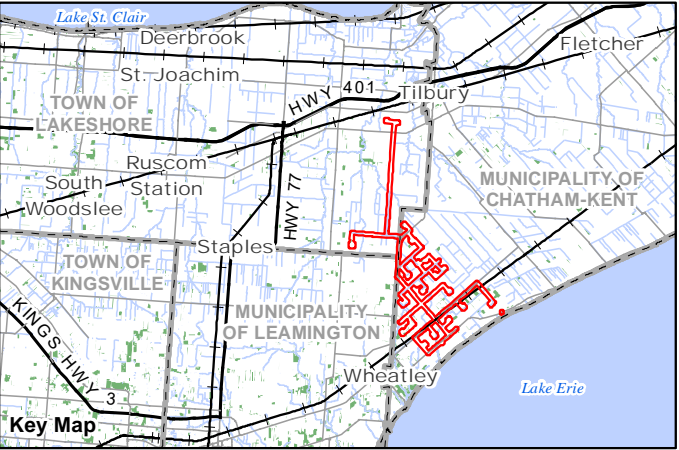 Lake St. Clair
Deerbrook
Fletcher
St. Joachim
HWY 401
Tilbury
TOWN OF
LAKESHORE
Ruscom
Station
MUNICIPALITY OF
CHATHAM-KENT
South
Woodslee
HWY 77
Staples
TOWN OF
KINGSVILLE
MUNICIPALITY
OF LEAMINGTON
KINGS HWY 3
Wheatley
Lake Erie
Key Map